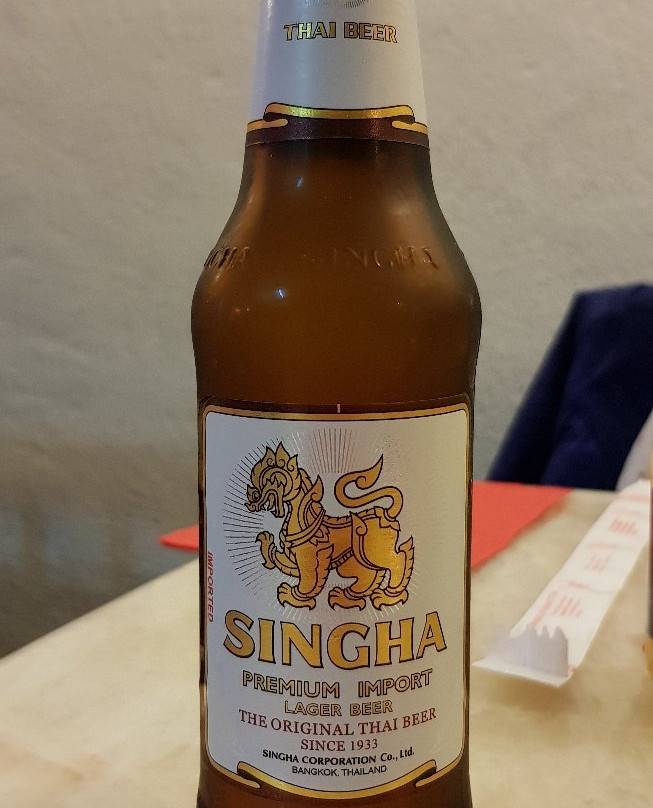 THAI BEER
SINGHA
IMPORTED
SINGHA
PREMIUM IMPORT
LAGER BEER
THE ORIGINAL THAI BEER
SINCE 1933
SINGHA CORPORATION Co., Ltd.
BANGKOK, THAILAND